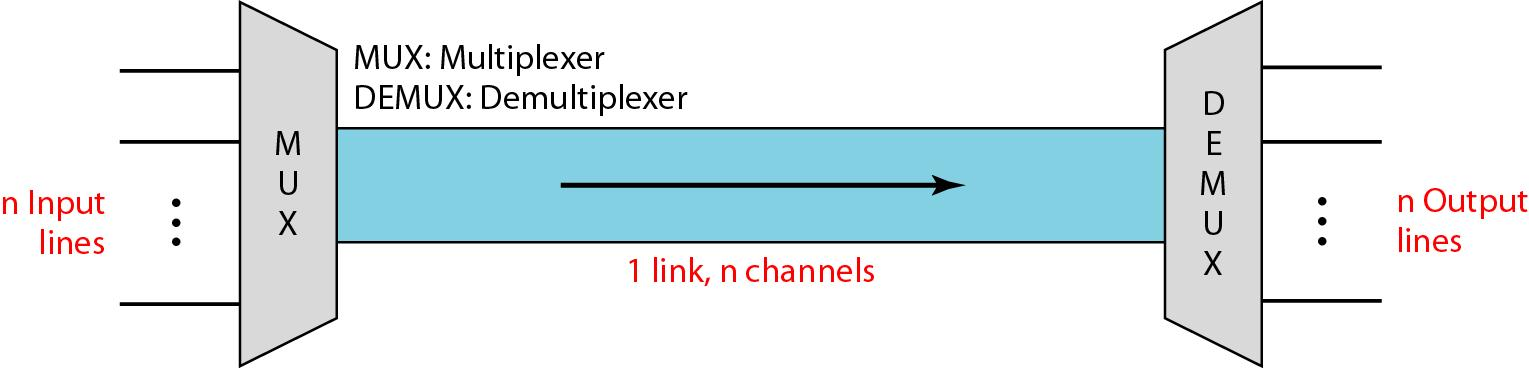 MUX: Multiplexer
DEMUX: Demultiplexer
M
U
X
D
E
M
U
X
n Input
lines
n Output
lines
1 link, n channels